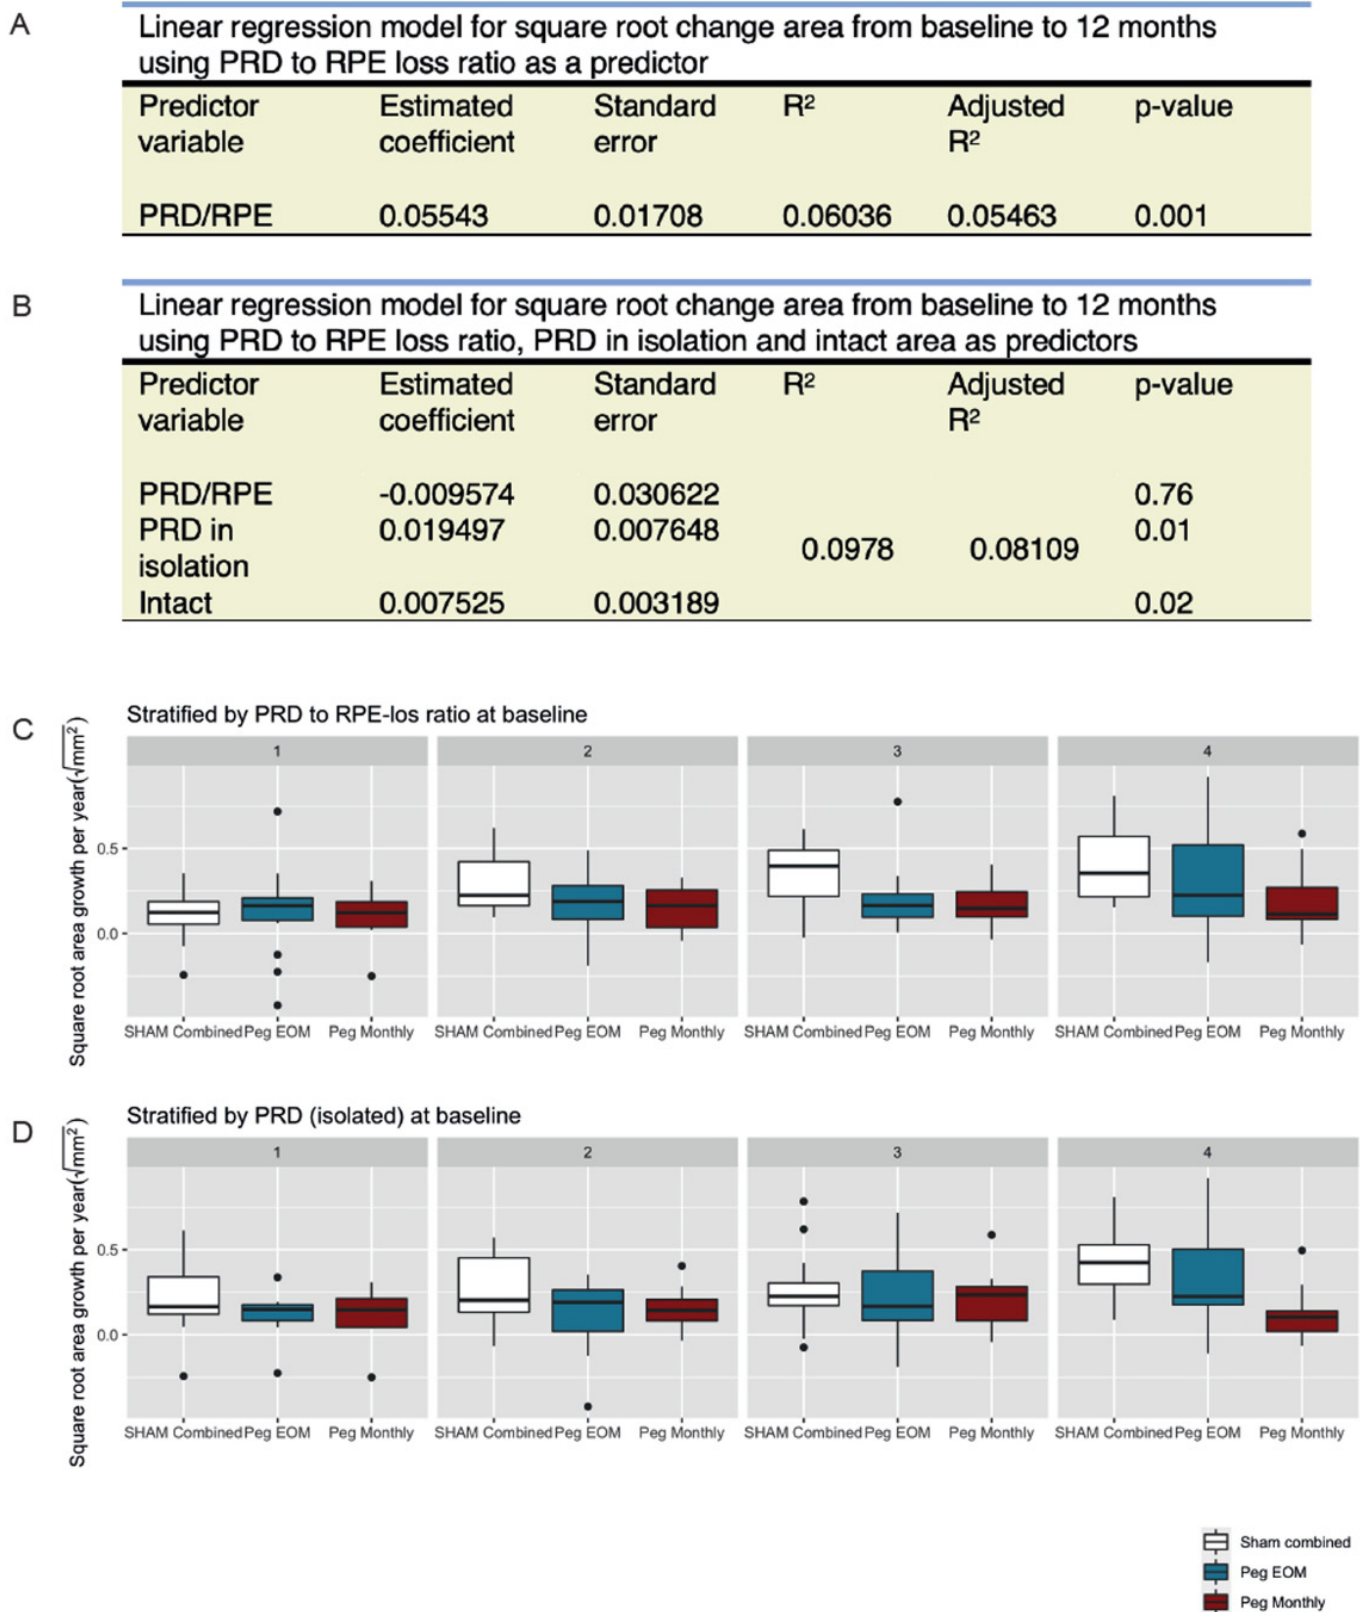 A
Linear regression model for square root change area from baseline to 12 months
using PRD to RPE loss ratio as a predictor
Predictor variable Estimated coefficient Standard error R² Adjusted R² p-value
PRD/RPE 0.05543 0.01708 0.06036 0.05463 0.001
B
Linear regression model for square root change area from baseline to 12 months
using PRD to RPE loss ratio, PRD in isolation and intact area as predictors
Predictor variable Estimated coefficient Standard error R² Adjusted R² p-value
PRD/RPE -0.009574 0.030622 0.76
PRD in isolation 0.019497 0.007648 0.01
0.0978 0.08109
Intact 0.007525 0.003189 0.02
C
Stratified by PRD to RPE-los ratio at baseline
Square root area growth per year(√mm²)
1 2 3 4
0.5
0.0
SHAM Combined Peg EOM Peg Monthly SHAM Combined Peg EOM Peg Monthly SHAM Combined Peg EOM Peg Monthly SHAM Combined Peg EOM Peg Monthly
D
Stratified by PRD (isolated) at baseline
Square root area growth per year(√mm²)
1 2 3 4
0.5
0.0
SHAM Combined Peg EOM Peg Monthly SHAM Combined Peg EOM Peg Monthly SHAM Combined Peg EOM Peg Monthly SHAM Combined Peg EOM Peg Monthly
Sham combined
Peg EOM
Peg Monthly